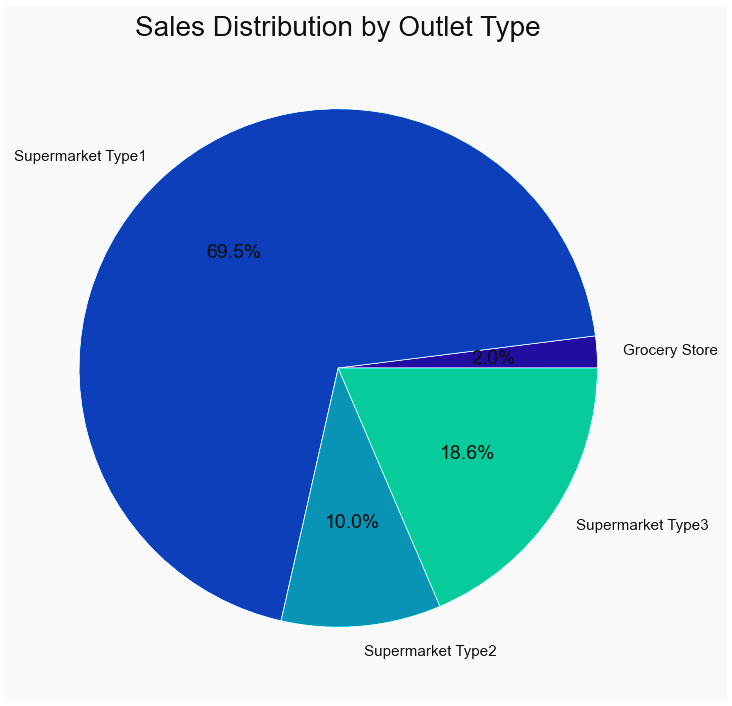 Sales Distribution by Outlet Type
Supermarket Type1
69.5%
Grocery Store
2.0%
18.6%
Supermarket Type3
10.0%
Supermarket Type2